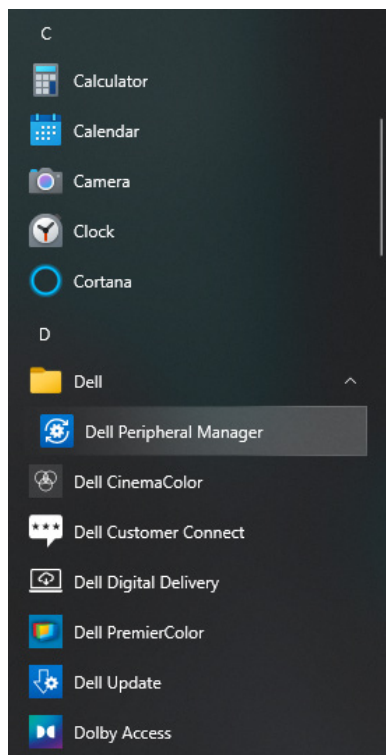 C
Calculator
Calendar
Camera
Clock
Cortana
D
Dell
Dell Peripheral Manager
Dell CinemaColor
Dell Customer Connect
Dell Digital Delivery
Dell PremierColor
Dell Update
Dolby Access